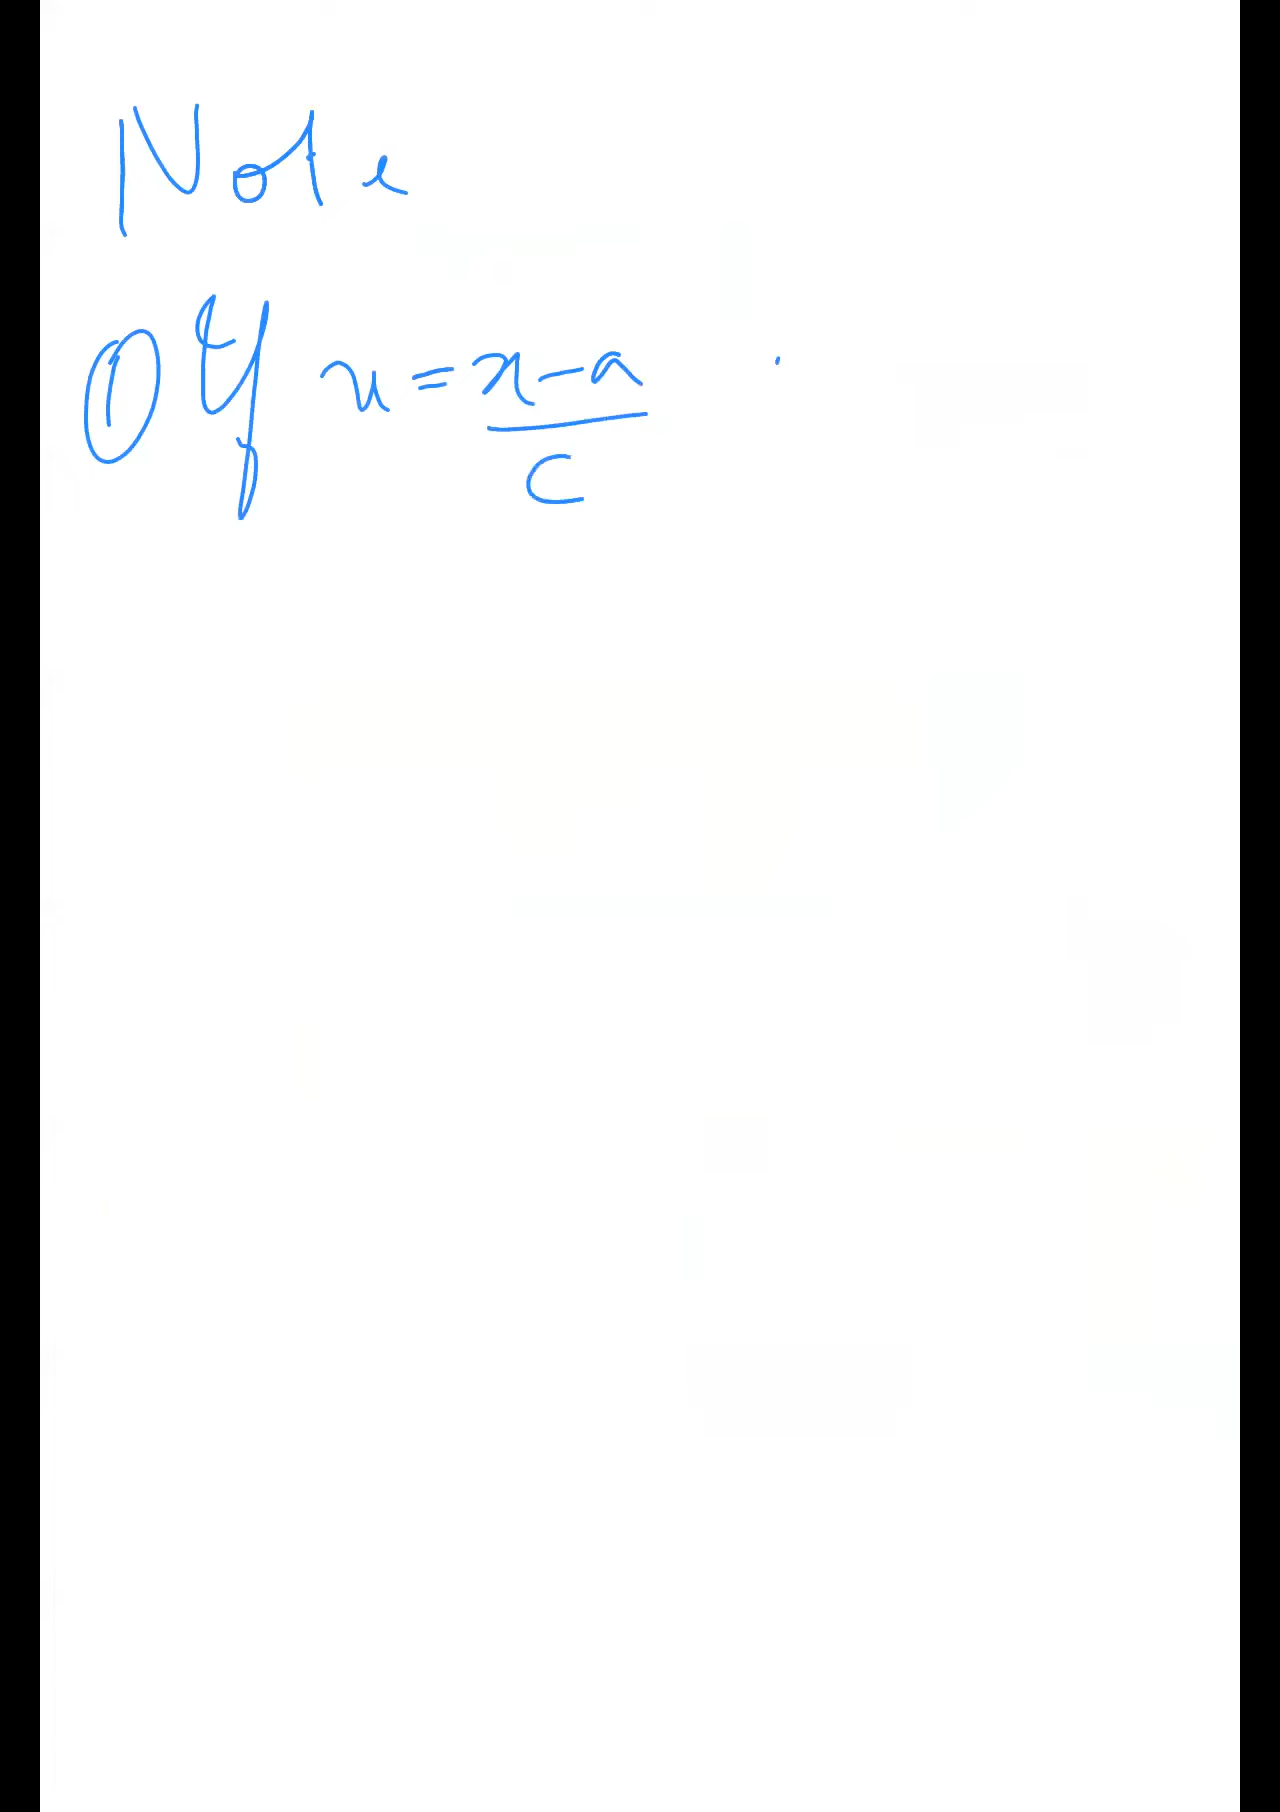 Note
① If u = x-a
c